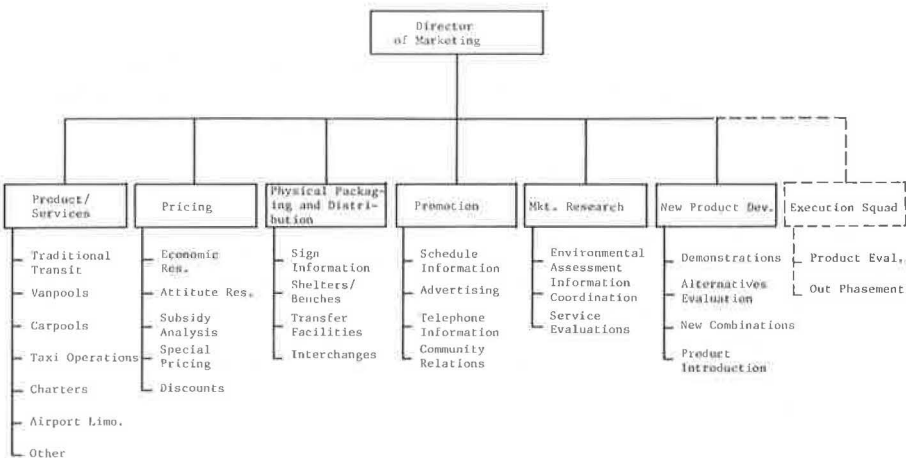 Director
of Marketing
Product/
Services
Traditional
Transit
Vanpools
Carpools
Taxi Operations
Charters
Airport Limo.
Other
Pricing
Economic
Res.
Attitute Res.
Subsidy
Analysis
Special
Pricing
Discounts
Physical Packag-
ing and Distri-
bution
Sign
Information
Shelters/
Benches
Transfer
Facilities
Interchanges
Promotion
Schedule
Information
Advertising
Telephone
Information
Community
Relations
Mkt. Research
Environmental
Assessment
Information
Coordination
Service
Evaluations
New Product Dev.
Demonstrations
Alternatives
Evaluation
New Combinations
Product
Introduction
Execution Squad
Product Eval.
Out Phasement